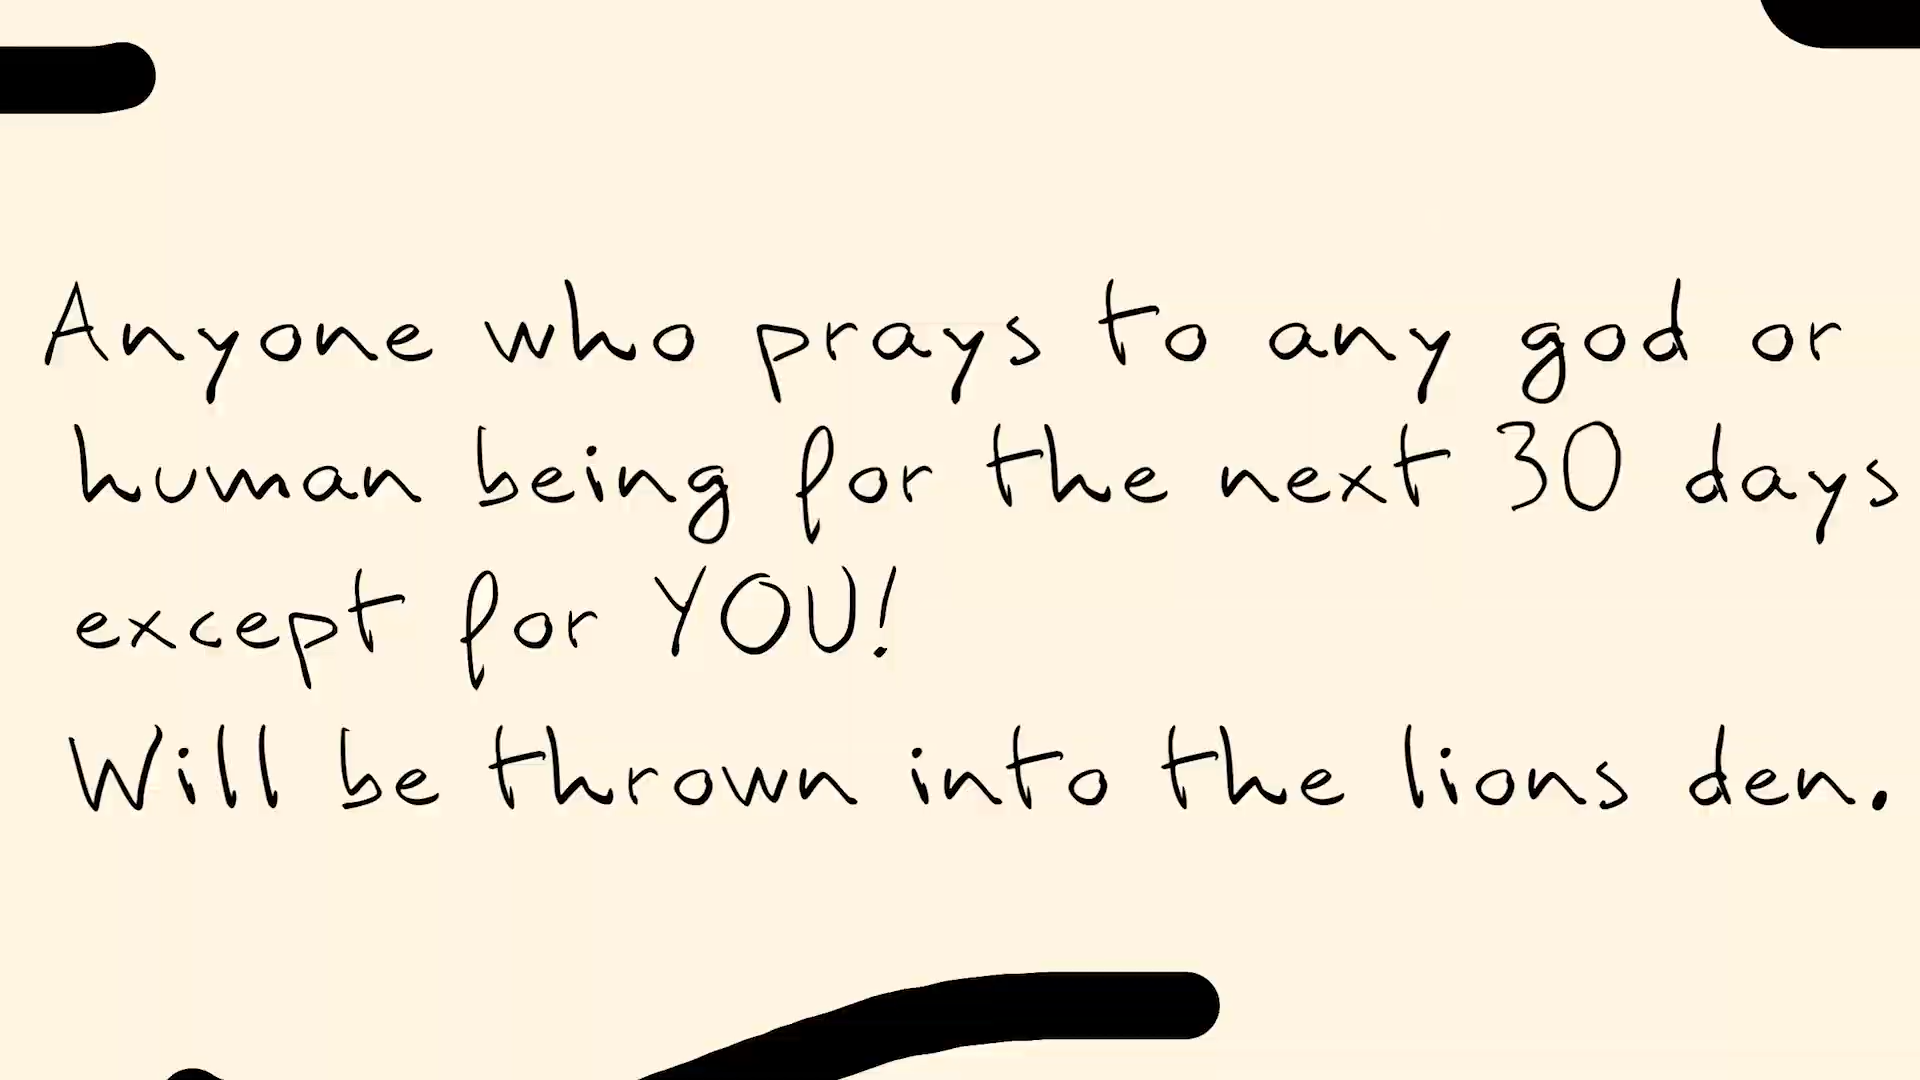 Anyone who prays to any god or
human being for the next 30 days
except for YOU!
Will be thrown into the lions den.